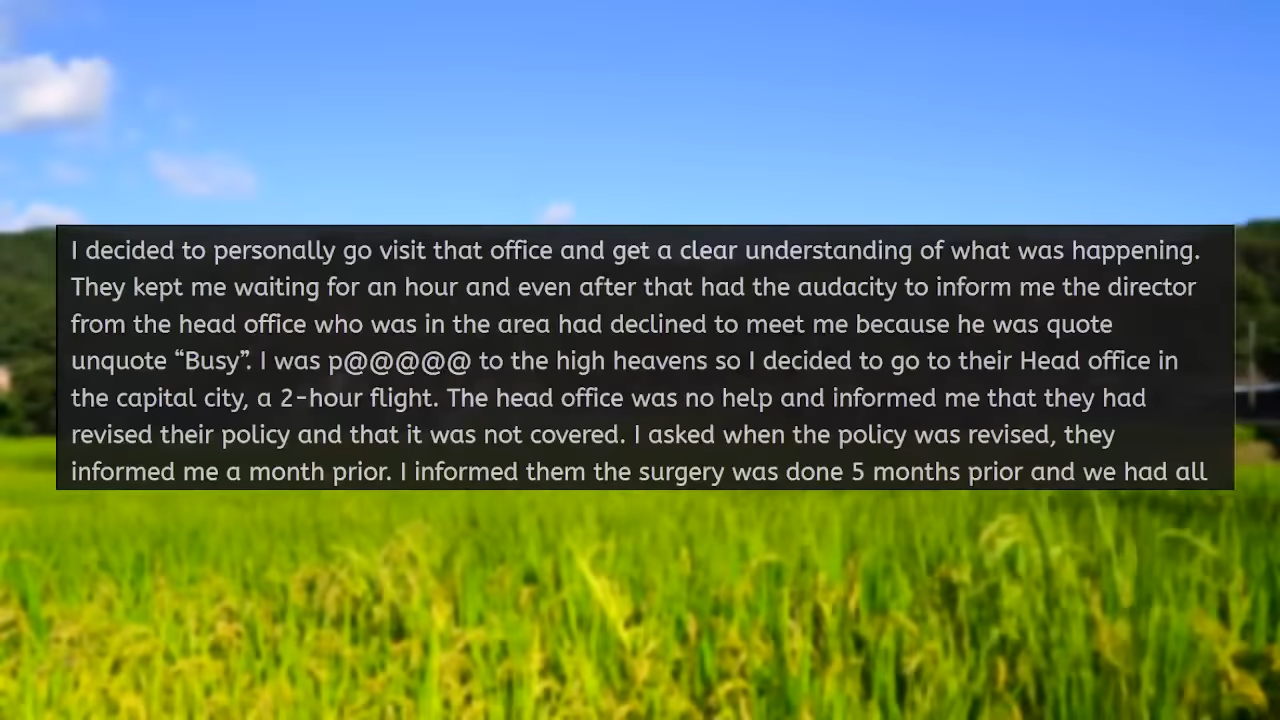 I decided to personally go visit that office and get a clear understanding of what was happening.
They kept me waiting for an hour and even after that had the audacity to inform me the director
from the head office who was in the area had declined to meet me because he was quote
unquote “Busy”. I was p@@@@@ to the high heavens so I decided to go to their Head office in
the capital city, a 2-hour flight. The head office was no help and informed me that they had
revised their policy and that it was not covered. I asked when the policy was revised, they
informed me a month prior. I informed them the surgery was done 5 months prior and we had all